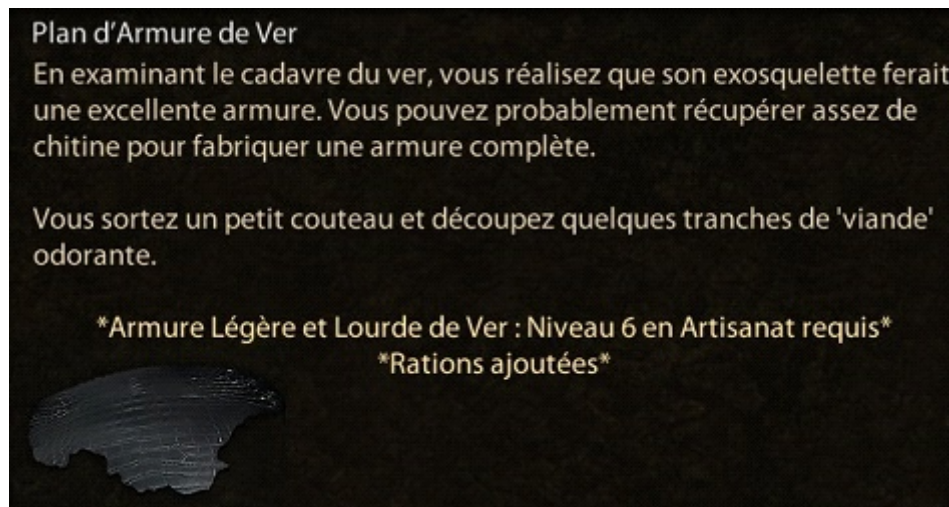 Plan d’Armure de Ver
En examinant le cadavre du ver, vous réalisez que son exosquelette ferait
une excellente armure. Vous pouvez probablement récupérer assez de
chitine pour fabriquer une armure complète.
Vous sortez un petit couteau et découpez quelques tranches de 'viande'
odorante.
*Armure Légère et Lourde de Ver : Niveau 6 en Artisanat requis*
*Rations ajoutées*